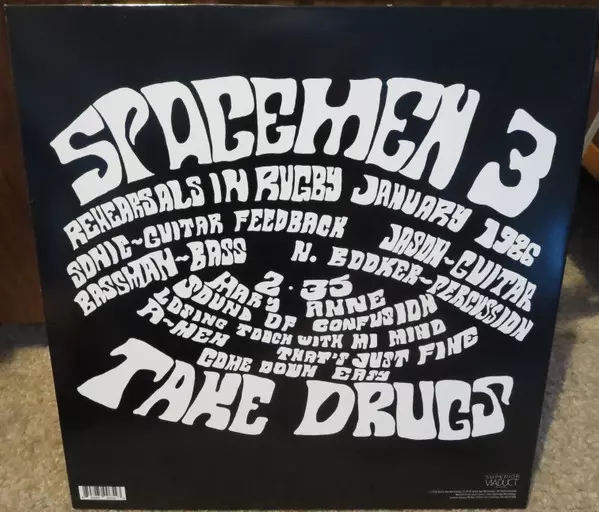 SPACEMEN 3
REHEARSALS IN RUGBY JANUARY 1986
SONIC~GUITAR FEEDBACK JASON~GUITAR
BASSMAN~BASS N. BOOKER~PERCUSSION
2·35
MARY ANNE
SOUND OF CONFUSION
LOSING TOUCH WITH MI MIND
A~MEN THAT'S JUST FINE
COME DOWN EASY
TAKE DRUGS
VIADUCT